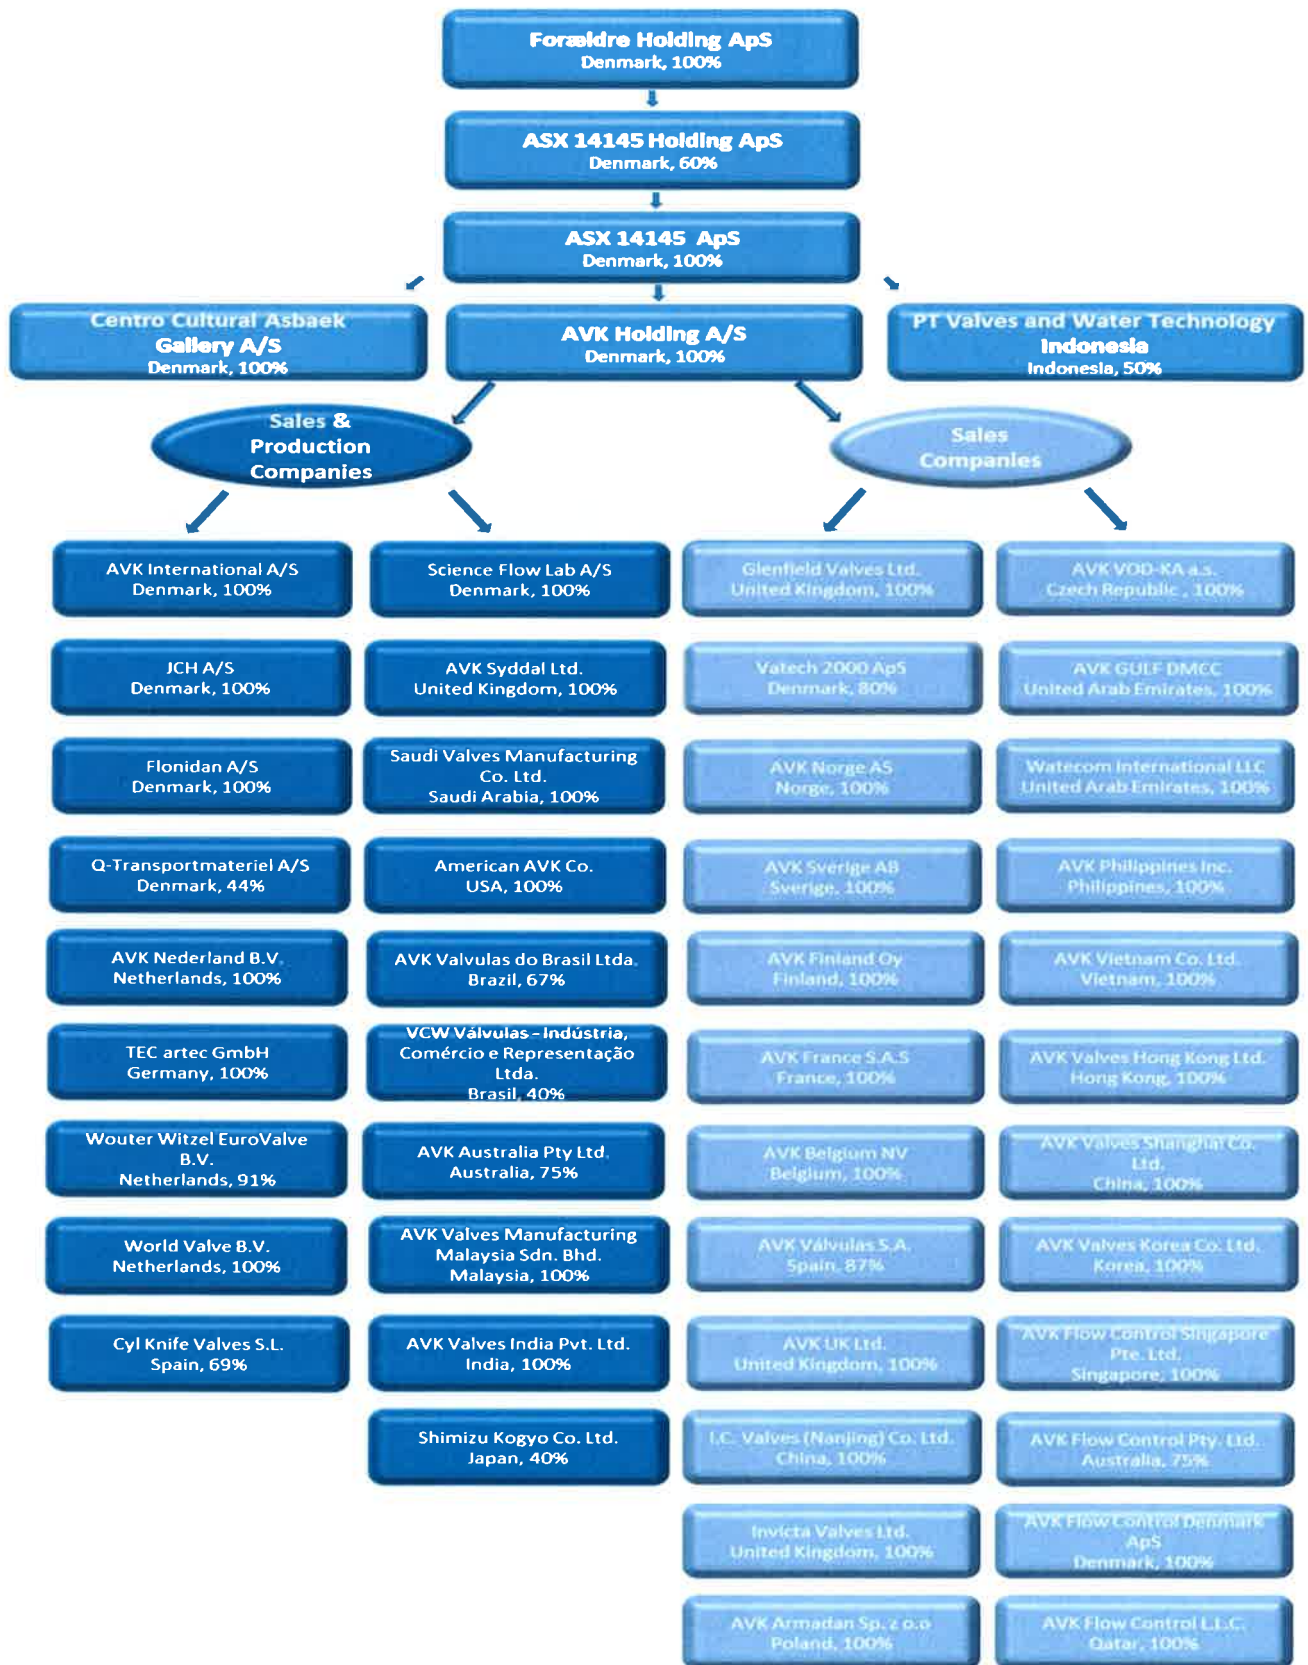 Forældre Holding ApS
Denmark, 100%
ASX 14145 Holding ApS
Denmark, 60%
ASX 14145 ApS
Denmark, 100%
Centro Cultural Asbaek
Gallery A/S
Denmark, 100%
AVK Holding A/S
Denmark, 100%
PT Valves and Water Technology
Indonesia
Indonesia, 50%
Sales &
Production
Companies
Sales
Companies
AVK International A/S
Denmark, 100%
JCH A/S
Denmark, 100%
Flonidan A/S
Denmark, 100%
Q-Transportmateriel A/S
Denmark, 44%
AVK Nederland B.V.
Netherlands, 100%
TEC artec GmbH
Germany, 100%
Wouter Witzel EuroValve
B.V.
Netherlands, 91%
World Valve B.V.
Netherlands, 100%
Cyl Knife Valves S.L.
Spain, 69%
Science Flow Lab A/S
Denmark, 100%
AVK Syddal Ltd.
United Kingdom, 100%
Saudi Valves Manufacturing
Co. Ltd.
Saudi Arabia, 100%
American AVK Co.
USA, 100%
AVK Valvulas do Brasil Ltda.
Brazil, 67%
VCW Válvulas - Indústria,
Comércio e Representação
Ltda.
Brasil, 40%
AVK Australia Pty Ltd.
Australia, 75%
AVK Valves Manufacturing
Malaysia Sdn. Bhd.
Malaysia, 100%
AVK Valves India Pvt. Ltd.
India, 100%
Shimizu Kogyo Co. Ltd.
Japan, 40%
Glenfield Valves Ltd.
United Kingdom, 100%
Vatech 2000 ApS
Denmark, 80%
AVK Norge AS
Norge, 100%
AVK Sverige AB
Sverige, 100%
AVK Finland Oy
Finland, 100%
AVK France S.A.S
France, 100%
AVK Belgium NV
Belgium, 100%
AVK Válvulas S.A.
Spain, 87%
AVK UK Ltd.
United Kingdom, 100%
I.C. Valves (Nanjing) Co. Ltd.
China, 100%
Invicta Valves Ltd.
United Kingdom, 100%
AVK Armadan Sp. z o.o
Poland, 100%
AVK VOD-KA a.s.
Czech Republic , 100%
AVK GULF DMCC
United Arab Emirates, 100%
Watecom International LLC
United Arab Emirates, 100%
AVK Philippines Inc.
Philippines, 100%
AVK Vietnam Co. Ltd.
Vietnam, 100%
AVK Valves Hong Kong Ltd.
Hong Kong, 100%
AVK Valves Shanghai Co.
Ltd.
China, 100%
AVK Valves Korea Co. Ltd.
Korea, 100%
AVK Flow Control Singapore
Pte. Ltd.
Singapore, 100%
AVK Flow Control Pty. Ltd.
Australia, 75%
AVK Flow Control Denmark
ApS
Denmark, 100%
AVK Flow Control L.L.C.
Qatar, 100%